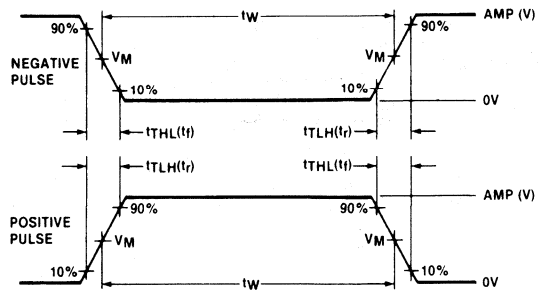 tW
AMP (V)
90%
90%
NEGATIVE
PULSE
VM
VM
10%
10%
0V
tTHL(tf)
tTLH(tr)
tTLH(tr)
tTHL(tf)
AMP (V)
POSITIVE
PULSE
90%
90%
VM
VM
10%
10%
tW
0V